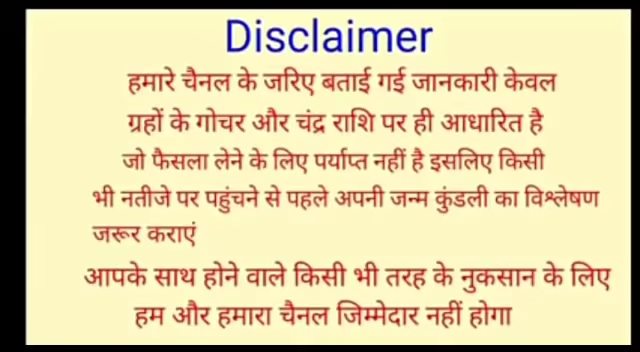 Disclaimer
हमारे चैनल के जरिए बताई गई जानकारी केवल
ग्रहों के गोचर और चंद्र राशि पर ही आधारित है
जो फैसला लेने के लिए पर्याप्त नहीं है इसलिए किसी
भी नतीजे पर पहुंचने से पहले अपनी जन्म कुंडली का विश्लेषण
जरूर कराएं
आपके साथ होने वाले किसी भी तरह के नुकसान के लिए
हम और हमारा चैनल जिम्मेदार नहीं होगा